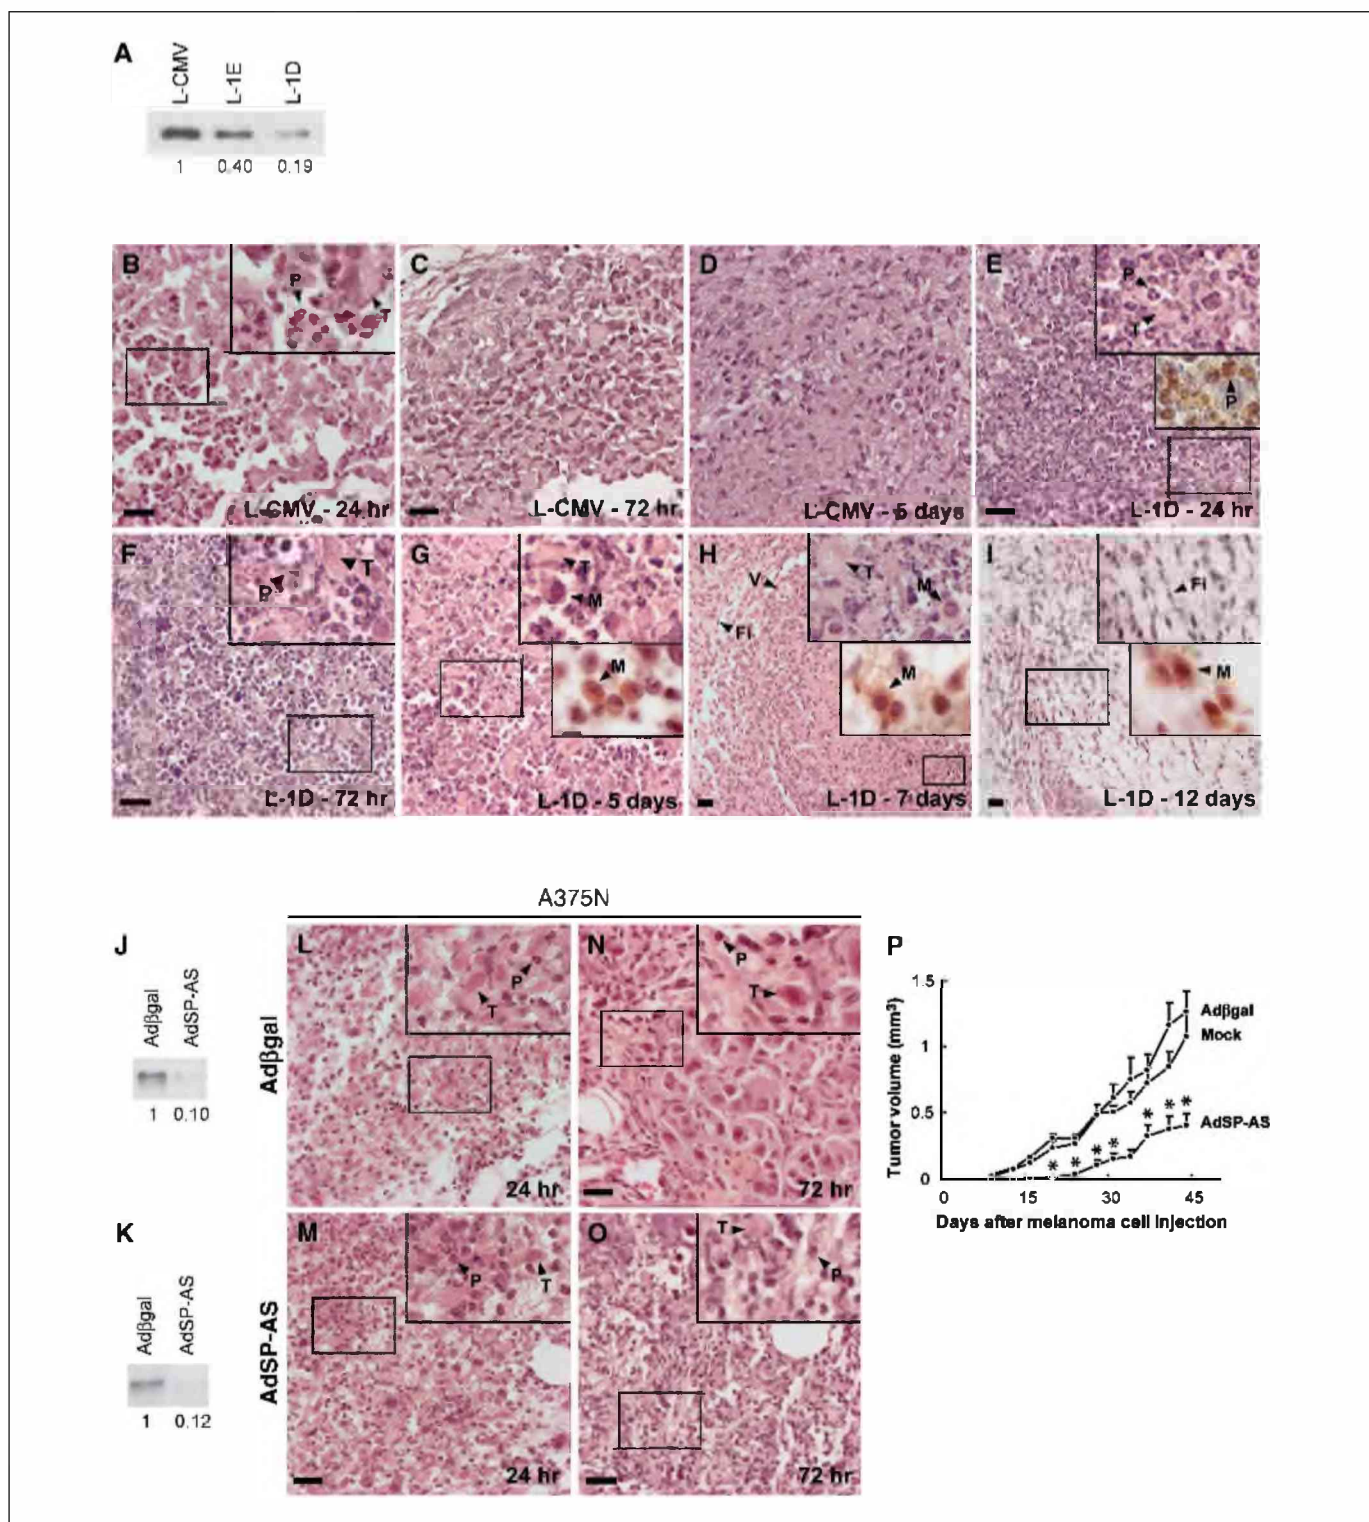 A
L-CMV
L-1E
L-1D
1 0.40 0.19
B
P
T
L-CMV - 24 hr
C
L-CMV - 72 hr
D
L-CMV - 5 days
E
P
T
P
L-1D - 24 hr
F
P
T
L-1D - 72 hr
G
T
M
M
L-1D - 5 days
H
V
Fi
T
M
M
L-1D - 7 days
I
Fi
M
L-1D - 12 days
A375N
J
Adβgal
AdSP-AS
1 0.10
Adβgal
L
P
T
24 hr
N
P
T
72 hr
K
Adβgal
AdSP-AS
1 0.12
AdSP-AS
M
P
T
24 hr
O
T
P
72 hr
P
Tumor volume (mm³)
1.5
1
0.5
0
Adβgal
Mock
AdSP-AS
* * * * * * *
0 15 30 45
Days after melanoma cell injection